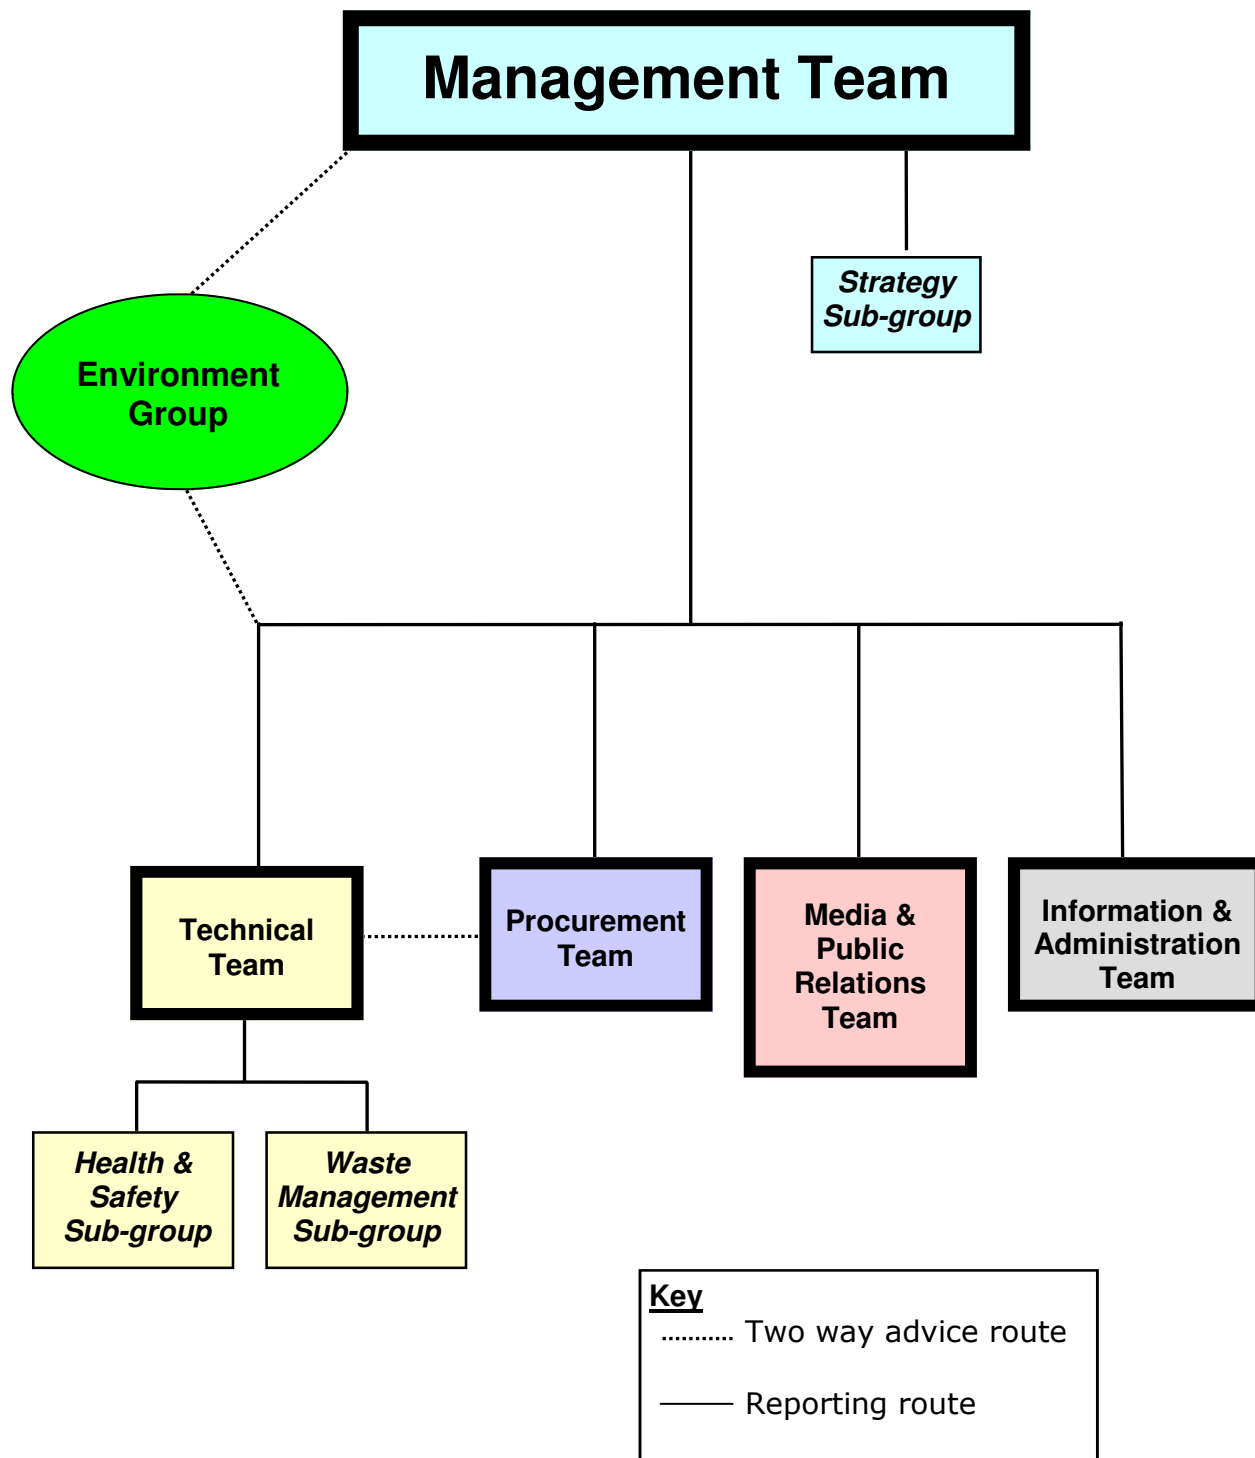 Management Team
Strategy
Sub-group
Environment
Group
Technical
Team
Procurement
Team
Media &
Public
Relations
Team
Information &
Administration
Team
Health &
Safety
Sub-group
Waste
Management
Sub-group
Key
Two way advice route
Reporting route